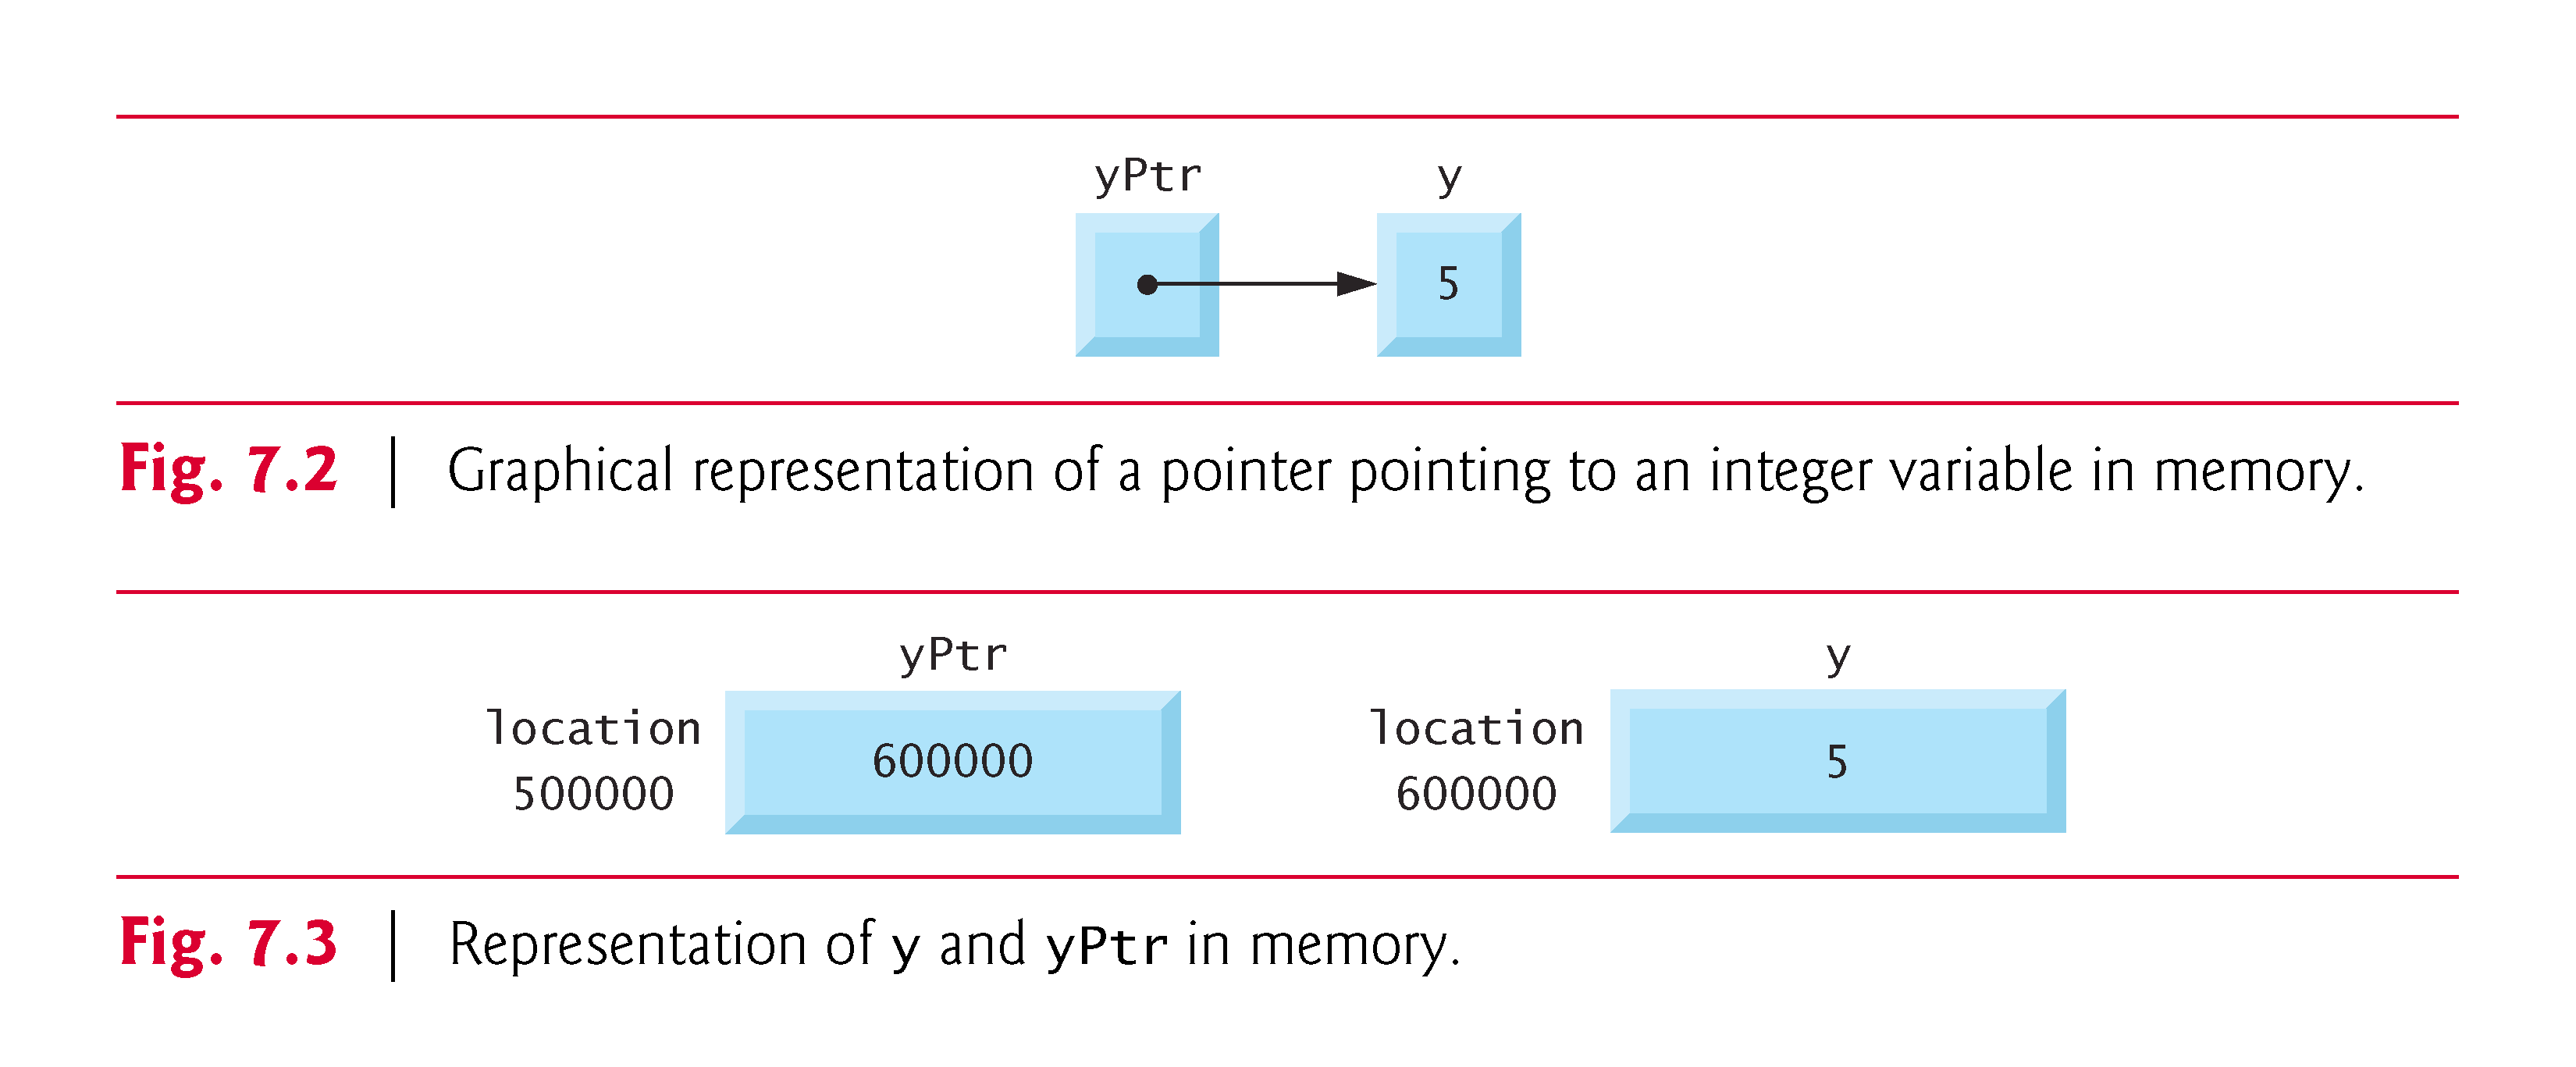 yPtr y
5
Fig. 7.2 | Graphical representation of a pointer pointing to an integer variable in memory.
yPtr y
location location
600000 5
500000 600000
Fig. 7.3 | Representation of y and yPtr in memory.